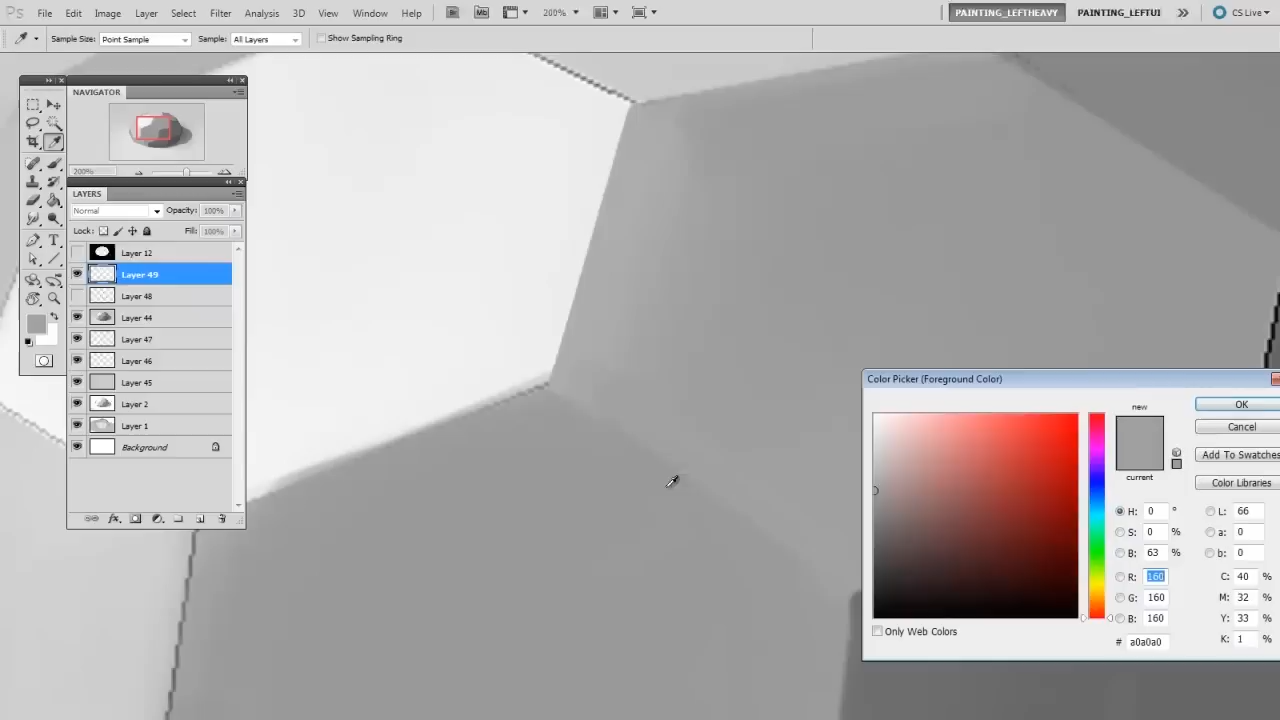 Ps File Edit Image Layer Select Filter Analysis 3D View Window Help Br Mb 200% PAINTING_LEFTHEAVY PAINTING_LEFTUI CS Live
Sample Size: Point Sample Sample: All Layers Show Sampling Ring
NAVIGATOR
200%
LAYERS
Normal Opacity: 100%
Lock: Fill: 100%
Layer 12
Layer 49
Layer 48
Layer 44
Layer 47
Layer 46
Layer 45
Layer 2
Layer 1
Background
fx
Color Picker (Foreground Color)
new OK
Cancel
Add To Swatches
current Color Libraries
H: 0 ° L: 66
S: 0 % a: 0
B: 63 % b: 0
R: 160 C: 40 %
G: 160 M: 32 %
B: 160 Y: 33 %
Only Web Colors # a0a0a0 K: 1 %